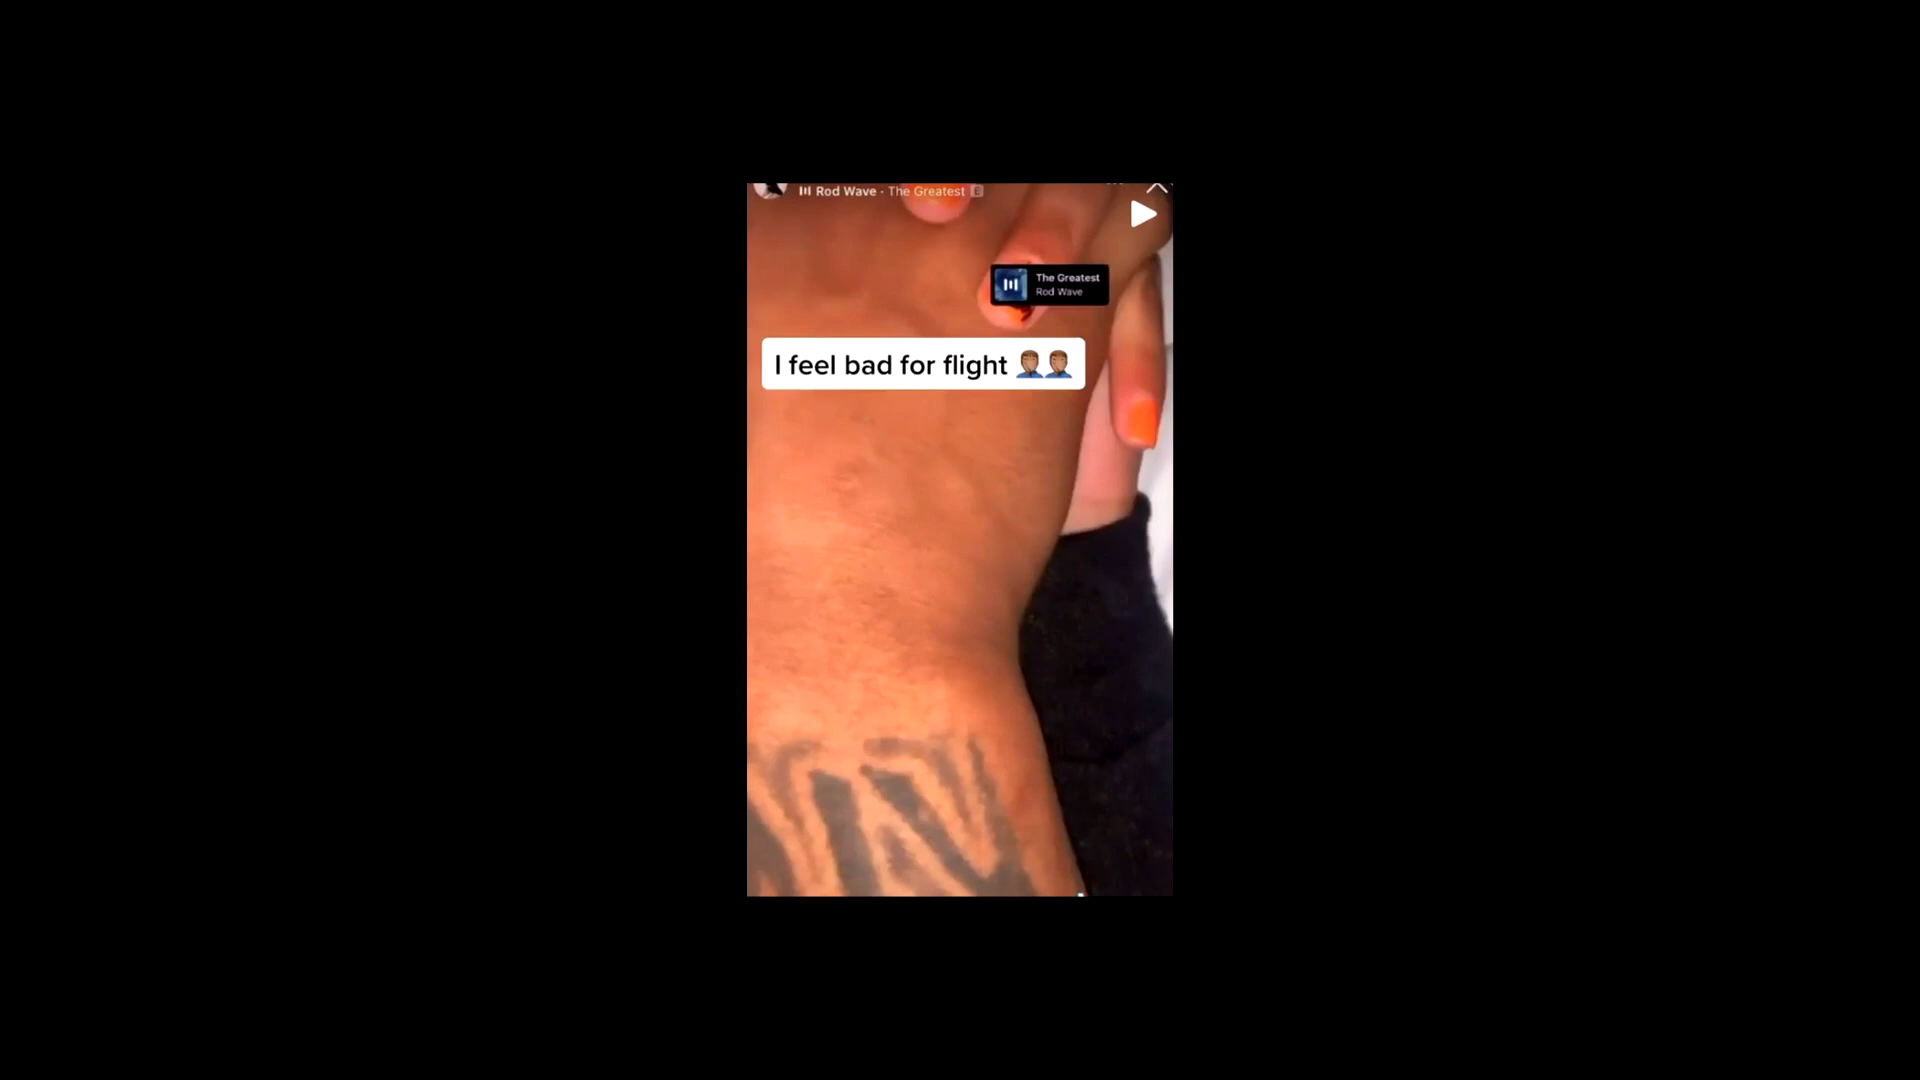 Rod Wave - The Greatest E
The Greatest
Rod Wave
I feel bad for flight 🤦🏽‍♂️🤦🏽‍♂️